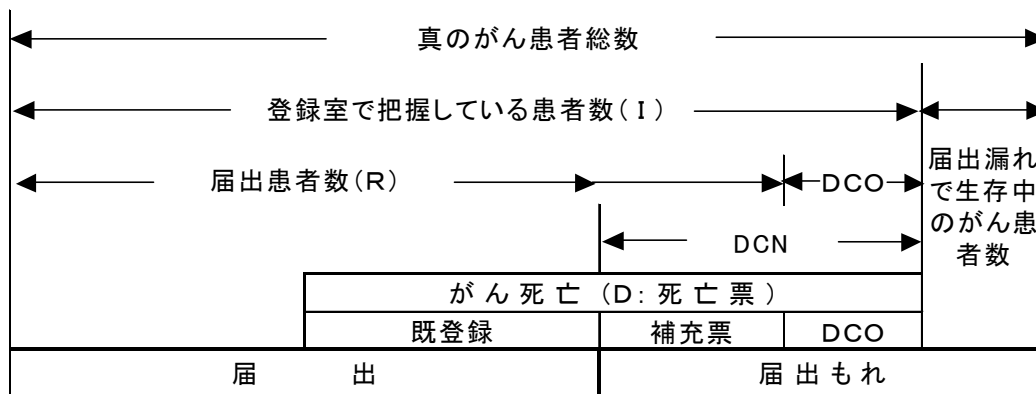 真のがん患者総数
登録室で把握している患者数(Ⅰ)
届出患者数(R)
DCO
届出漏れ
で生存中
のがん患
者数
DCN
がん死亡(D:死亡票)
既登録
補充票
DCO
届 出
届出もれ